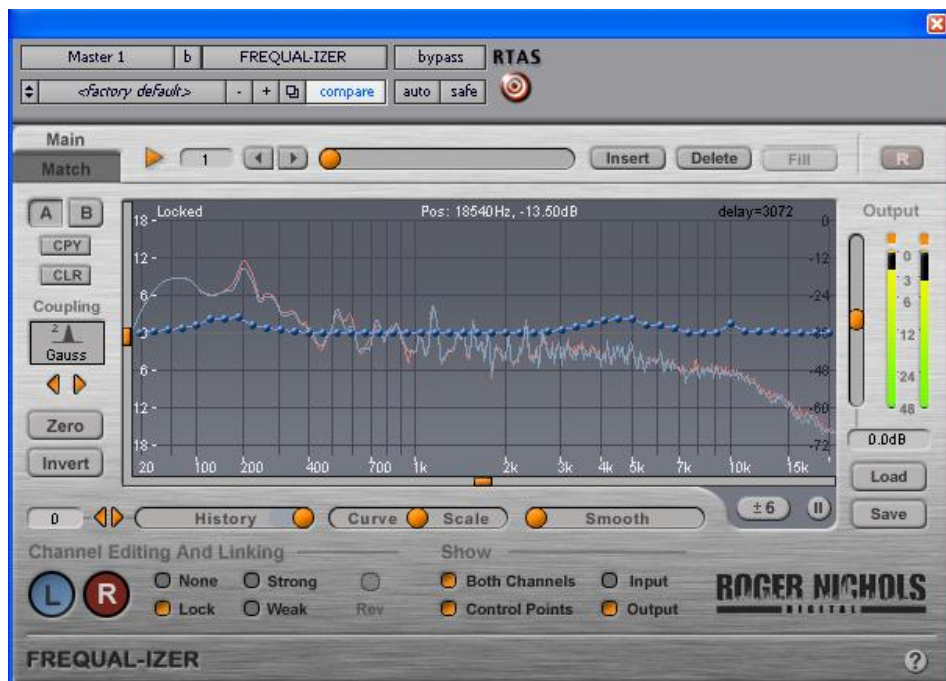 Master 1 b FREQUAL-IZER bypass RTAS
<factory default> - + compare auto safe
Main
Match
1 Insert Delete Fill R
A B
CPY
CLR
Coupling
2
Gauss
Zero
Invert
Locked Pos: 18540Hz, -13.50dB delay=3072
18 0
12 -12
6 -24
3
6 -48
12 -60
18 -72
20 100 200 400 700 1k 2k 3k 4k 5k 7k 10k 15k
Output
0
3
6
12
24
48
0.0dB
Load
Save
0 History Curve Scale Smooth ±6
Channel Editing And Linking Show
L R
None Strong Both Channels Input
Lock Weak Rev Control Points Output
ROGER NICHOLS
DIGITAL
FREQUAL-IZER ?